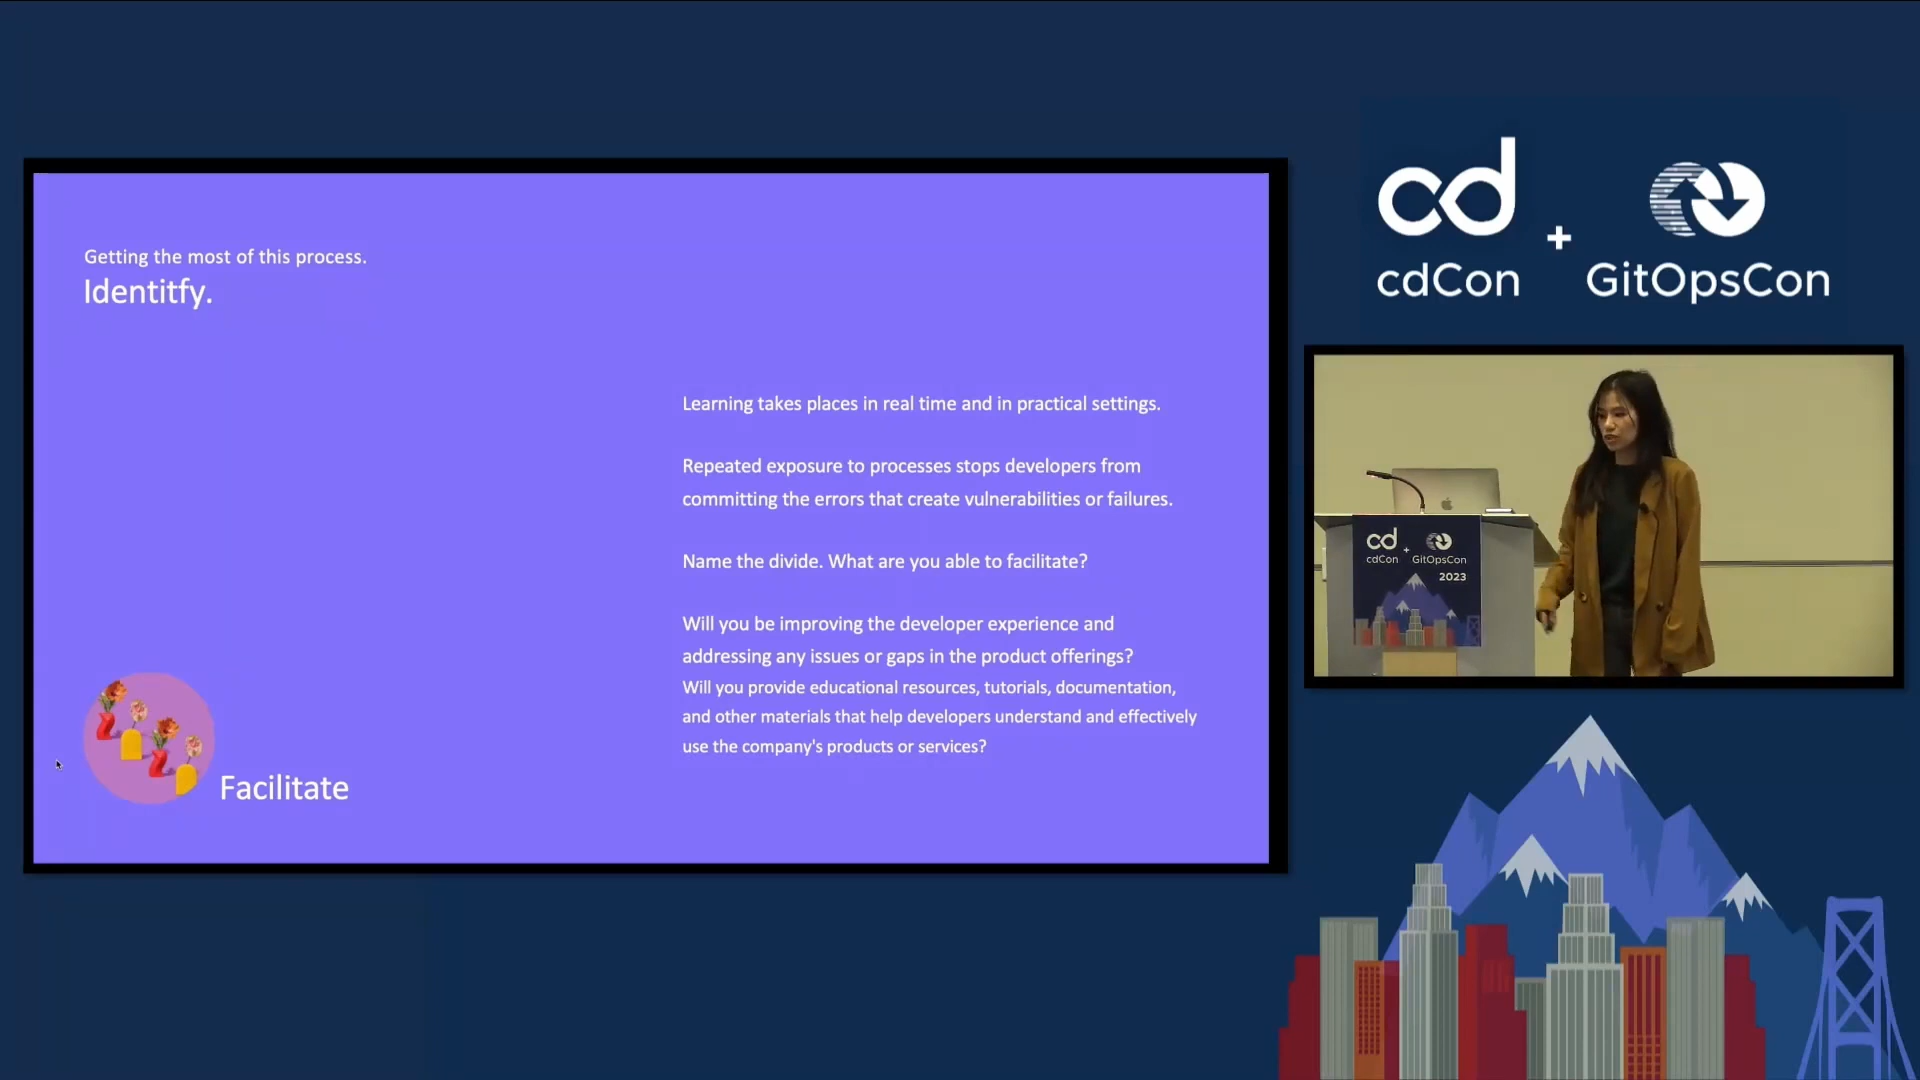 Getting the most of this process.
Identitfy.
Learning takes places in real time and in practical settings.
Repeated exposure to processes stops developers from
committing the errors that create vulnerabilities or failures.
Name the divide. What are you able to facilitate?
Will you be improving the developer experience and
addressing any issues or gaps in the product offerings?
Will you provide educational resources, tutorials, documentation,
and other materials that help developers understand and effectively
use the company's products or services?
Facilitate
cd + 
cdCon GitOpsCon
cd +
cdCon GitOpsCon
2023